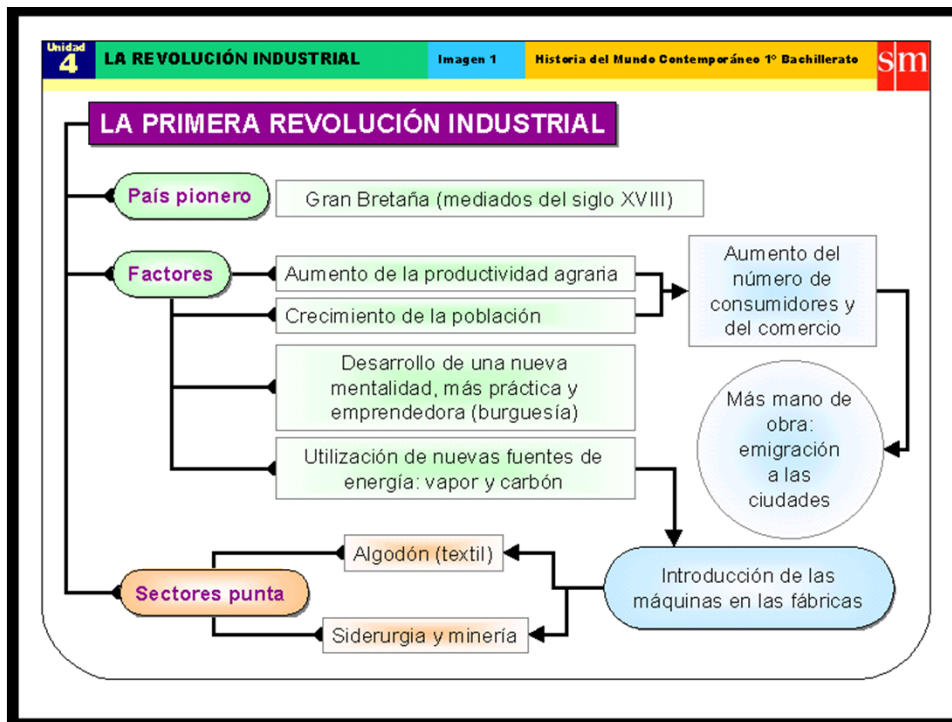 Unidad
4
LA REVOLUCIÓN INDUSTRIAL
Imagen 1
Historia del Mundo Contemporáneo 1º Bachillerato
sm
LA PRIMERA REVOLUCIÓN INDUSTRIAL
País pionero
Gran Bretaña (mediados del siglo XVIII)
Factores
Aumento de la productividad agraria
Crecimiento de la población
Aumento del
número de
consumidores y
del comercio
Desarrollo de una nueva
mentalidad, más práctica y
emprendedora (burguesía)
Más mano de
obra:
emigración
a las
ciudades
Utilización de nuevas fuentes de
energía: vapor y carbón
Algodón (textil)
Sectores punta
Introducción de las
máquinas en las fábricas
Siderurgia y minería